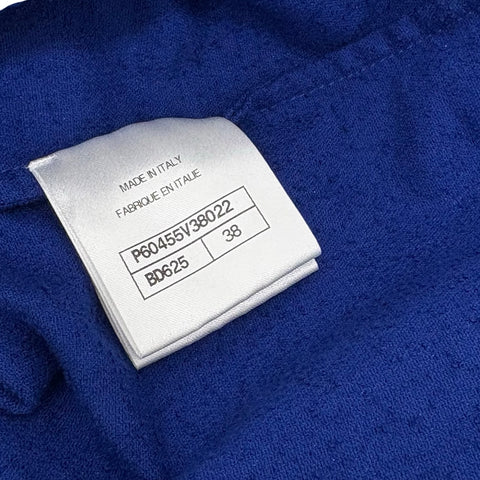 MADE IN ITALY
FABRIQUE EN ITALIE
P60455V38022
BD625 38